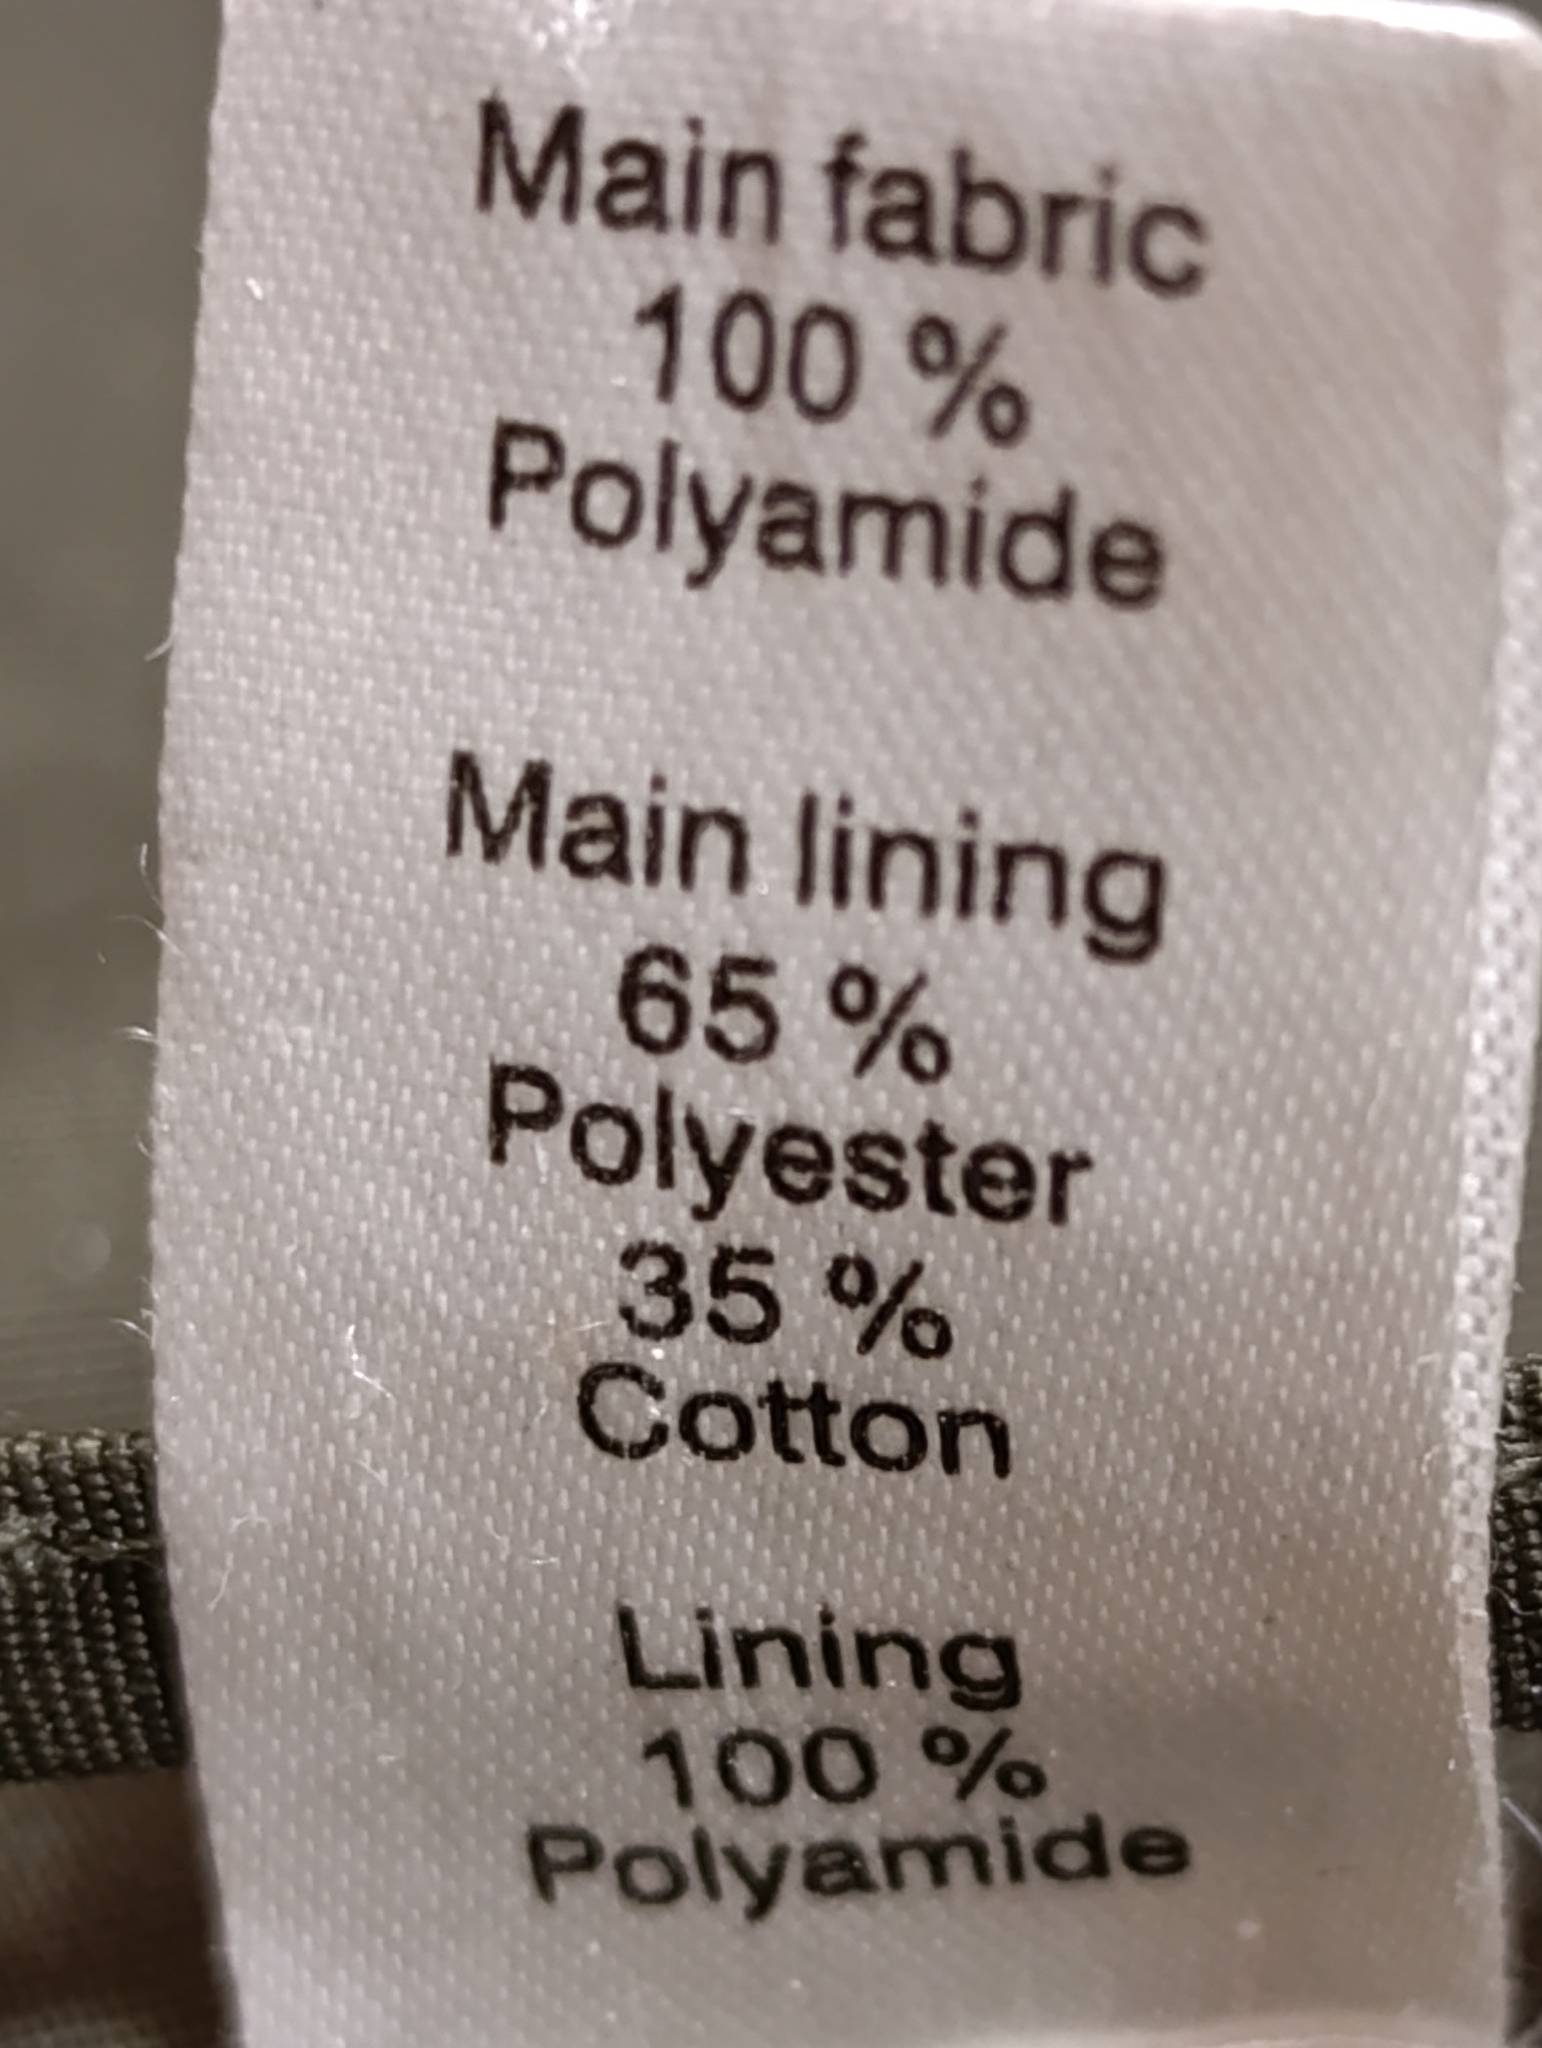 Main fabric
100 %
Polyamide
Main lining
65 %
Polyester
35 %
Cotton
Lining
100 %
Polyamide